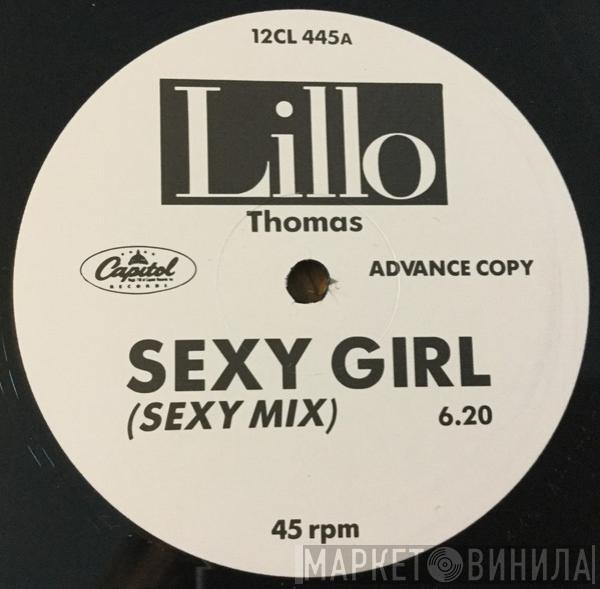 12CL 445A
Lillo
Thomas
Capitol
RECORDS
ADVANCE COPY
SEXY GIRL
(SEXY MIX) 6.20
45 rpm
МАРКЕТ ВИНИЛА